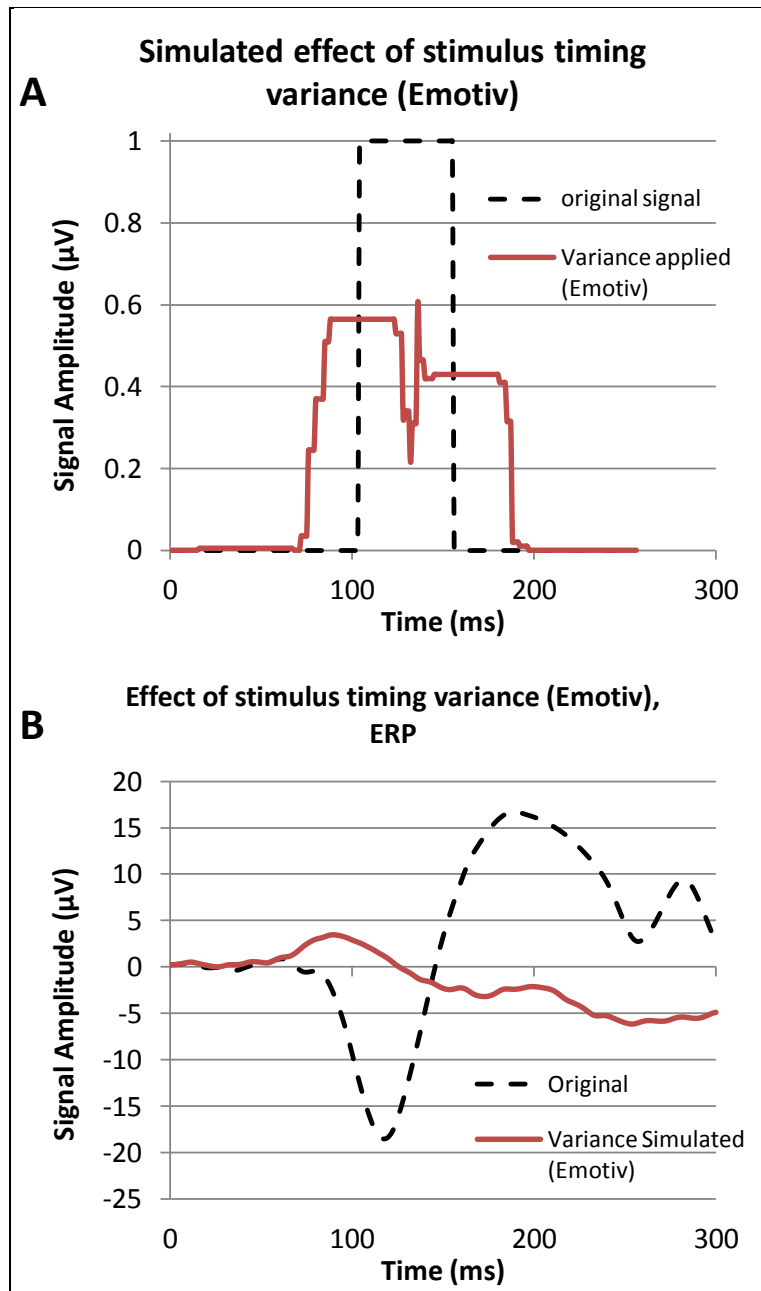 A
Simulated effect of stimulus timing
variance (Emotiv)
Signal Amplitude (µV)
1
0.8
0.6
0.4
0.2
0
original signal
Variance applied
(Emotiv)
0 100 200 300
Time (ms)
B
Effect of stimulus timing variance (Emotiv),
ERP
Signal Amplitude (µV)
20
15
10
5
0
-5
-10
-15
-20
-25
Original
Variance Simulated
(Emotiv)
0 100 200 300
Time (ms)